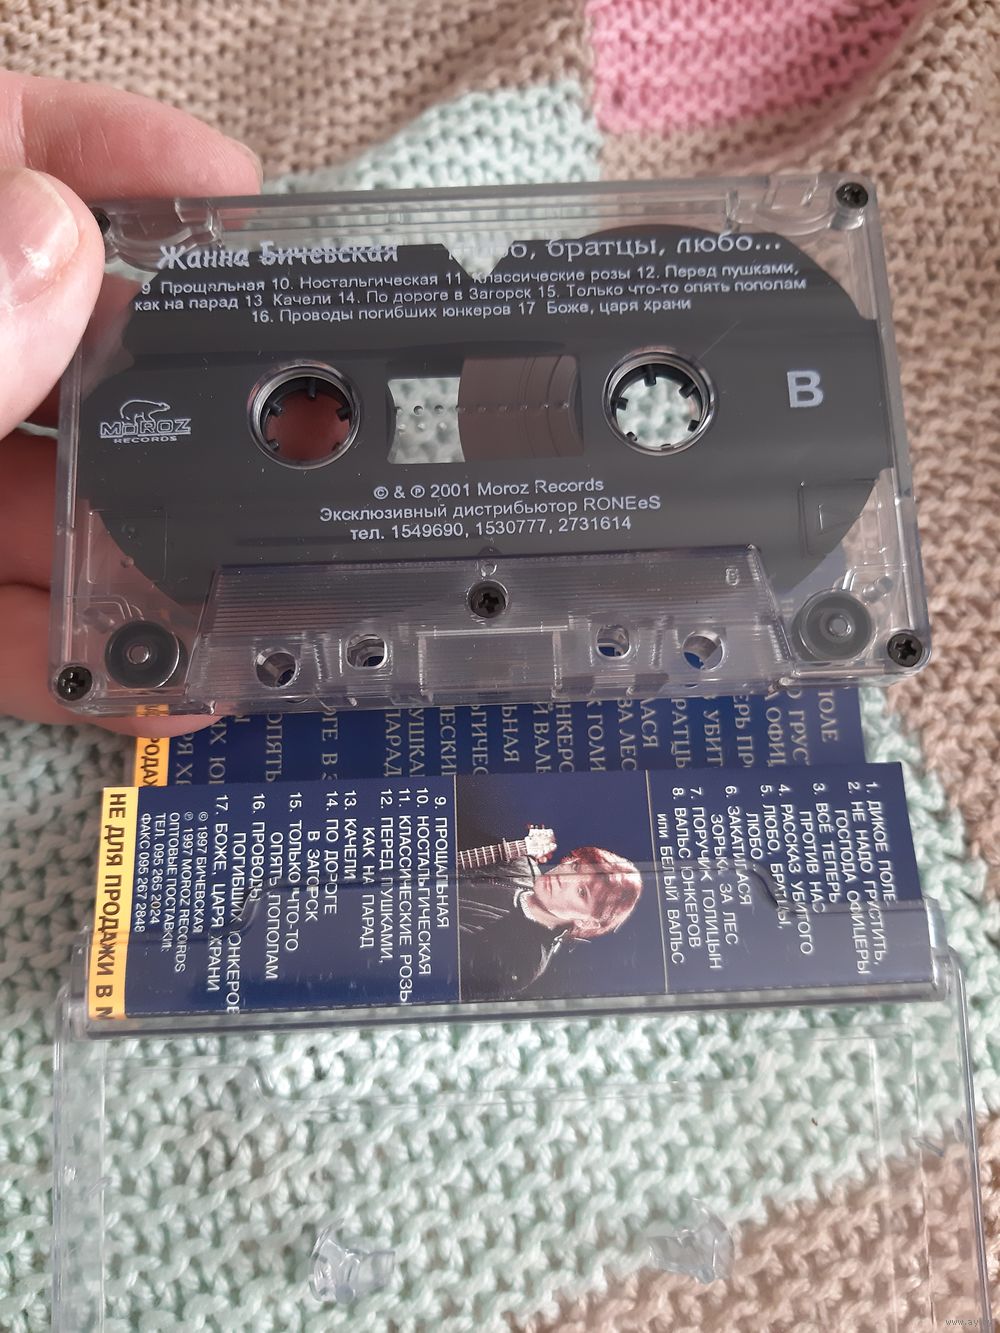 Жанна Бичевская
братцы, любо...
9 Прощальная 10. Ностальгическая 11 Классические розы 12. Перед пушками,
как на парад 13 Качели 14. По дороге в Загорск 15. Только что-то опять пополам
16. Проводы погибших юнкеров 17 Боже, царя храни
B
MOROZ
RECORDS
© & ℗ 2001 Moroz Records
Эксклюзивный дистрибьютор RONEeS
тел. 1549690, 1530777, 2731614
1. ДИКОЕ ПОЛЕ
2. НЕ НАДО ГРУСТИТЬ,
ГОСПОДА ОФИЦЕРЫ
3. ВСЁ ТЕПЕРЬ
ПРОТИВ НАС
4. РАССКАЗ УБИТОГО
5. ЛЮБО, БРАТЦЫ,
ЛЮБО
6. ЗАКАТИЛАСЯ
ЗОРЬКА ЗА ЛЕС
7. ПОРУЧИК ГОЛИЦЫН
8. ВАЛЬС ЮНКЕРОВ
ИЛИ БЕЛЫЙ ВАЛЬС
9. ПРОЩАЛЬНАЯ
10. НОСТАЛЬГИЧЕСКАЯ
11. КЛАССИЧЕСКИЕ РОЗЫ
12. ПЕРЕД ПУШКАМИ,
КАК НА ПАРАД
13. КАЧЕЛИ
14. ПО ДОРОГЕ
В ЗАГОРСК
15. ТОЛЬКО ЧТО-ТО
ОПЯТЬ ПОПОЛАМ
16. ПРОВОДЫ
ПОГИБШИХ ЮНКЕРОВ
17. БОЖЕ, ЦАРЯ ХРАНИ
© 1997 БИЧЕВСКАЯ
℗ 1997 MOROZ RECORDS
ОПТОВЫЕ ПОСТАВКИ:
ТЕЛ. 095 265 2024
ФАКС 095 267 2848
НЕ ДЛЯ ПРОДАЖИ В